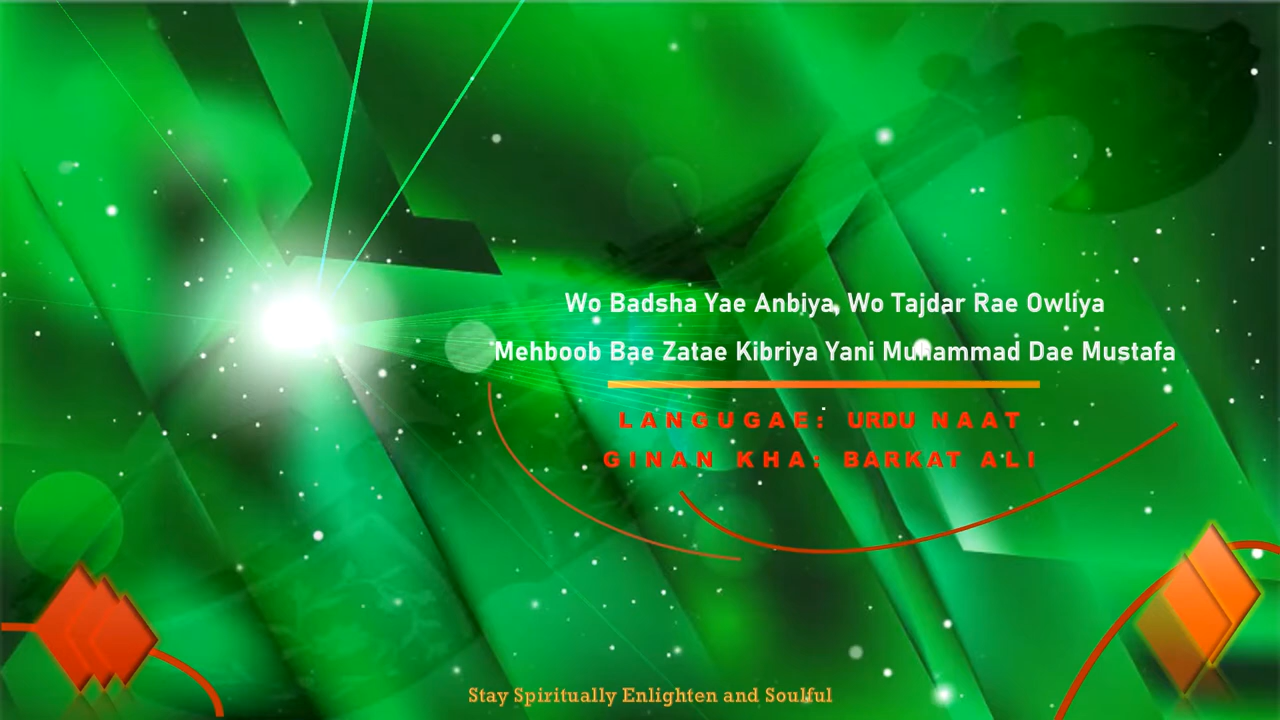 Wo Badsha Yae Anbiya, Wo Tajdar Rae Owliya
Mehboob Bae Zatae Kibriya Yani Muhammad Dae Mustafa
LANGUGAE: URDU NAAT
GINAN KHA: BARKAT ALI
Stay Spiritually Enlighten and Soulful